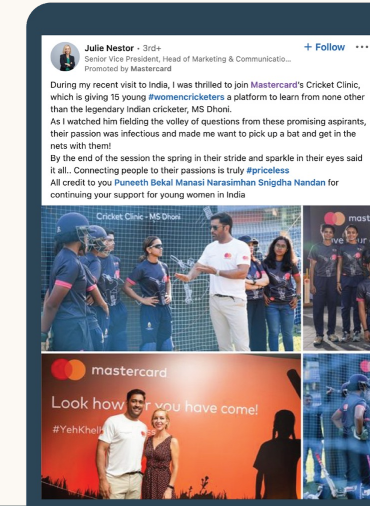 Julie Nestor • 3rd+
+ Follow ...
Senior Vice President, Head of Marketing & Communicatio...
Promoted by Mastercard
During my recent visit to India, I was thrilled to join Mastercard's Cricket Clinic,
which is giving 15 young #womencricketers a platform to learn from none other
than the legendary Indian cricketer, MS Dhoni.
As I watched him fielding the volley of questions from these promising aspirants,
their passion was infectious and made me want to pick up a bat and get in the
nets with them!
By the end of the session the spring in their stride and sparkle in their eyes said
it all.. Connecting people to their passions is truly #priceless
All credit to you Puneeth Bekal Manasi Narasimhan Snigdha Nandan for
continuing your support for young women in India
Cricket Clinic - MS Dhoni
mast
mastercard
Look how you have come!